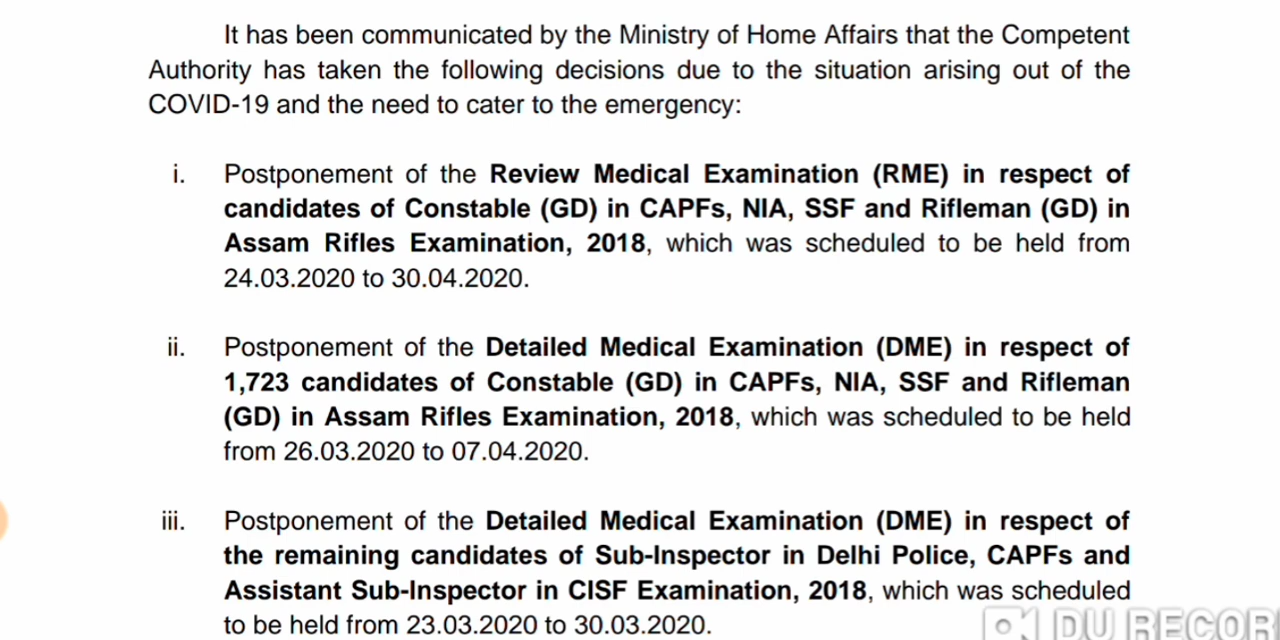 It has been communicated by the Ministry of Home Affairs that the Competent
Authority has taken the following decisions due to the situation arising out of the
COVID-19 and the need to cater to the emergency:
i. Postponement of the Review Medical Examination (RME) in respect of
candidates of Constable (GD) in CAPFs, NIA, SSF and Rifleman (GD) in
Assam Rifles Examination, 2018, which was scheduled to be held from
24.03.2020 to 30.04.2020.
ii. Postponement of the Detailed Medical Examination (DME) in respect of
1,723 candidates of Constable (GD) in CAPFs, NIA, SSF and Rifleman
(GD) in Assam Rifles Examination, 2018, which was scheduled to be held
from 26.03.2020 to 07.04.2020.
iii. Postponement of the Detailed Medical Examination (DME) in respect of
the remaining candidates of Sub-Inspector in Delhi Police, CAPFs and
Assistant Sub-Inspector in CISF Examination, 2018, which was scheduled
to be held from 23.03.2020 to 30.03.2020.
DU RECOR